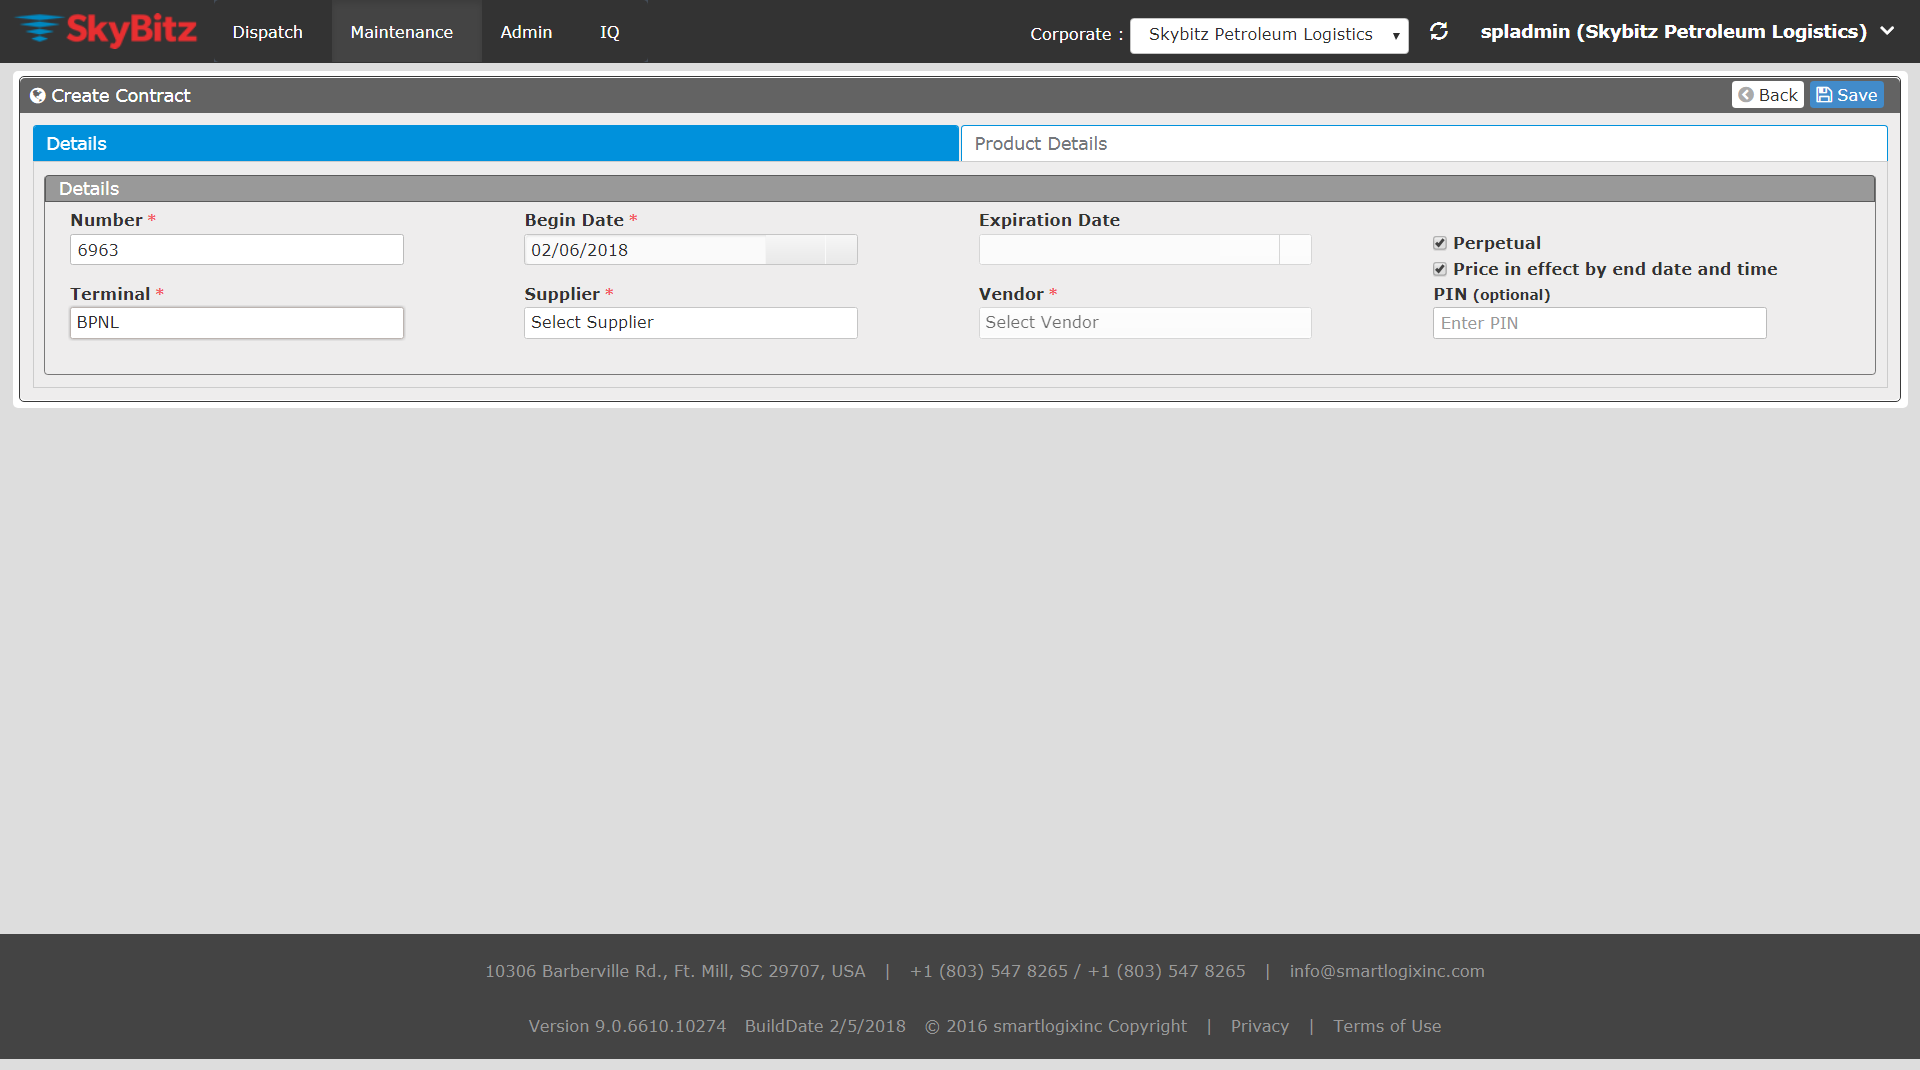 SkyBitz Dispatch Maintenance Admin IQ Corporate : Skybitz Petroleum Logistics spladmin (Skybitz Petroleum Logistics)
Create Contract Back Save
Details Product Details
Details
Number * Begin Date * Expiration Date
6963 02/06/2018 Perpetual
Price in effect by end date and time
Terminal * Supplier * Vendor * PIN (optional)
BPNL Select Supplier Select Vendor Enter PIN
10306 Barberville Rd., Ft. Mill, SC 29707, USA | +1 (803) 547 8265 / +1 (803) 547 8265 | info@smartlogixinc.com
Version 9.0.6610.10274 BuildDate 2/5/2018 © 2016 smartlogixinc Copyright | Privacy | Terms of Use